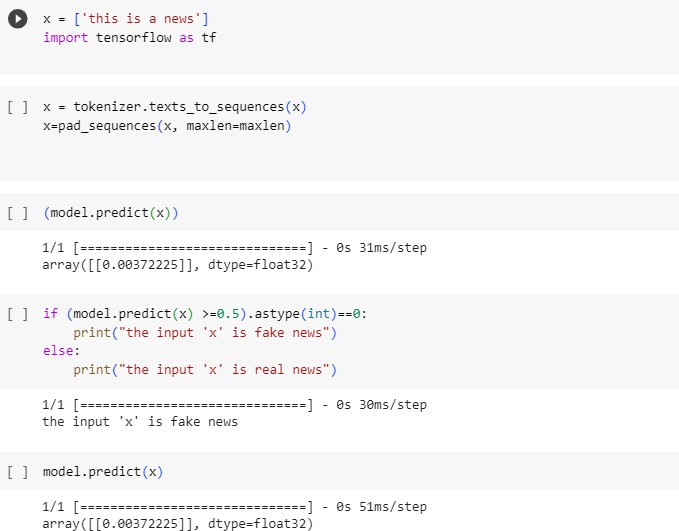 x = ['this is a news']
import tensorflow as tf
[ ] x = tokenizer.texts_to_sequences(x)
x=pad_sequences(x, maxlen=maxlen)
[ ] (model.predict(x))
1/1 [==============================] - 0s 31ms/step
array([[0.00372225]], dtype=float32)
[ ] if (model.predict(x) >=0.5).astype(int)==0:
print("the input 'x' is fake news")
else:
print("the input 'x' is real news")
1/1 [==============================] - 0s 30ms/step
the input 'x' is fake news
[ ] model.predict(x)
1/1 [==============================] - 0s 51ms/step
array([[0.00372225]], dtype=float32)